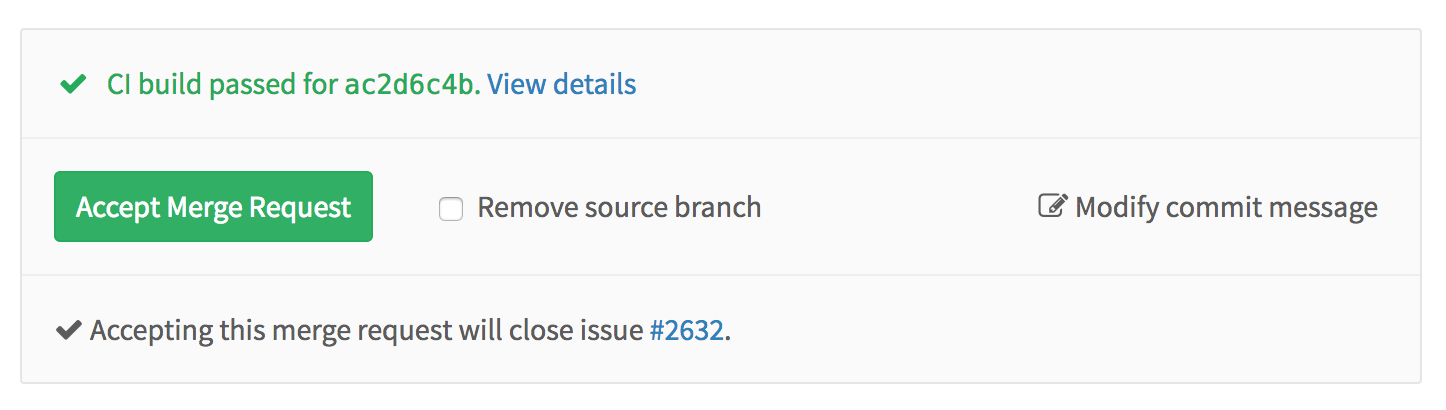 CI build passed for ac2d6c4b. View details
Accept Merge Request Remove source branch Modify commit message
Accepting this merge request will close issue #2632.